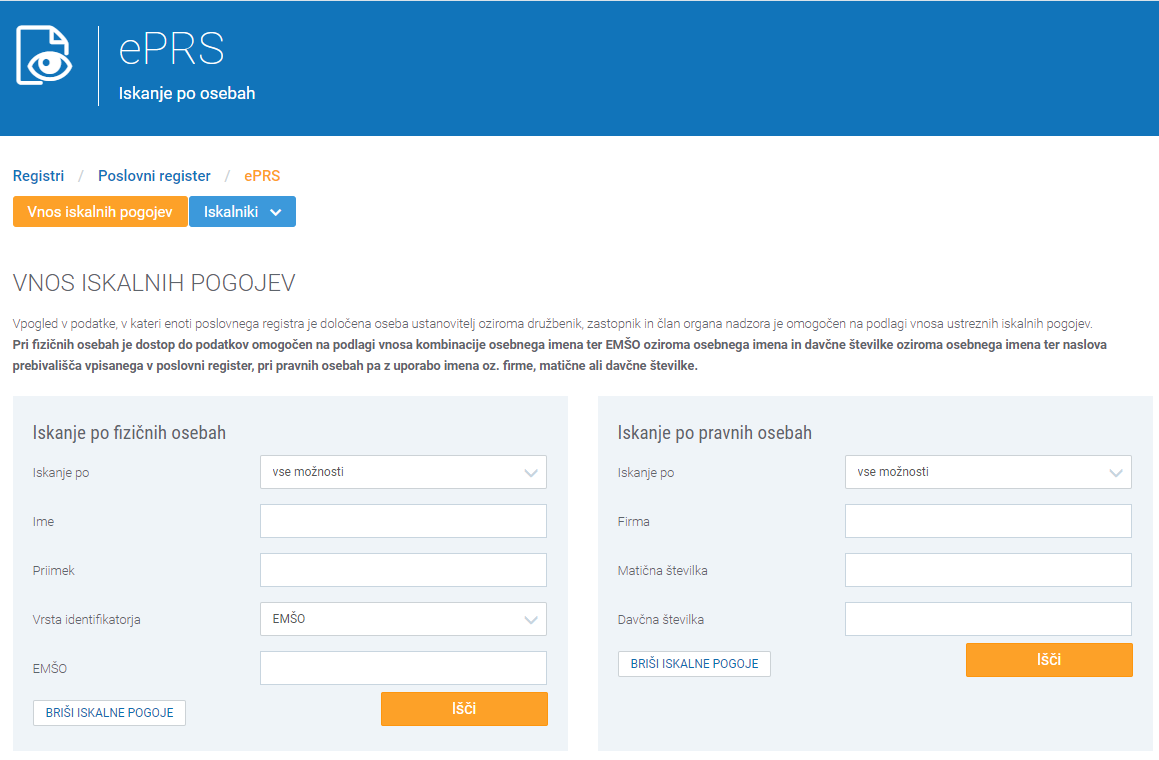 ePRS
Iskanje po osebah
Registri / Poslovni register / ePRS
Vnos iskalnih pogojev Iskalniki
VNOS ISKALNIH POGOJEV
Vpogled v podatke, v kateri enoti poslovnega registra je določena oseba ustanovitelj oziroma družbenik, zastopnik in član organa nadzora je omogočen na podlagi vnosa ustreznih iskalnih pogojev.
Pri fizičnih osebah je dostop do podatkov omogočen na podlagi vnosa kombinacije osebnega imena ter EMŠO oziroma osebnega imena in davčne številke oziroma osebnega imena ter naslova
prebivališča vpisanega v poslovni register, pri pravnih osebah pa z uporabo imena oz. firme, matične ali davčne številke.
Iskanje po fizičnih osebah
Iskanje po vse možnosti
Ime
Priimek
Vrsta identifikatorja EMŠO
EMŠO
BRIŠI ISKALNE POGOJE IŠČI
Iskanje po pravnih osebah
Iskanje po vse možnosti
Firma
Matična številka
Davčna številka
BRIŠI ISKALNE POGOJE IŠČI